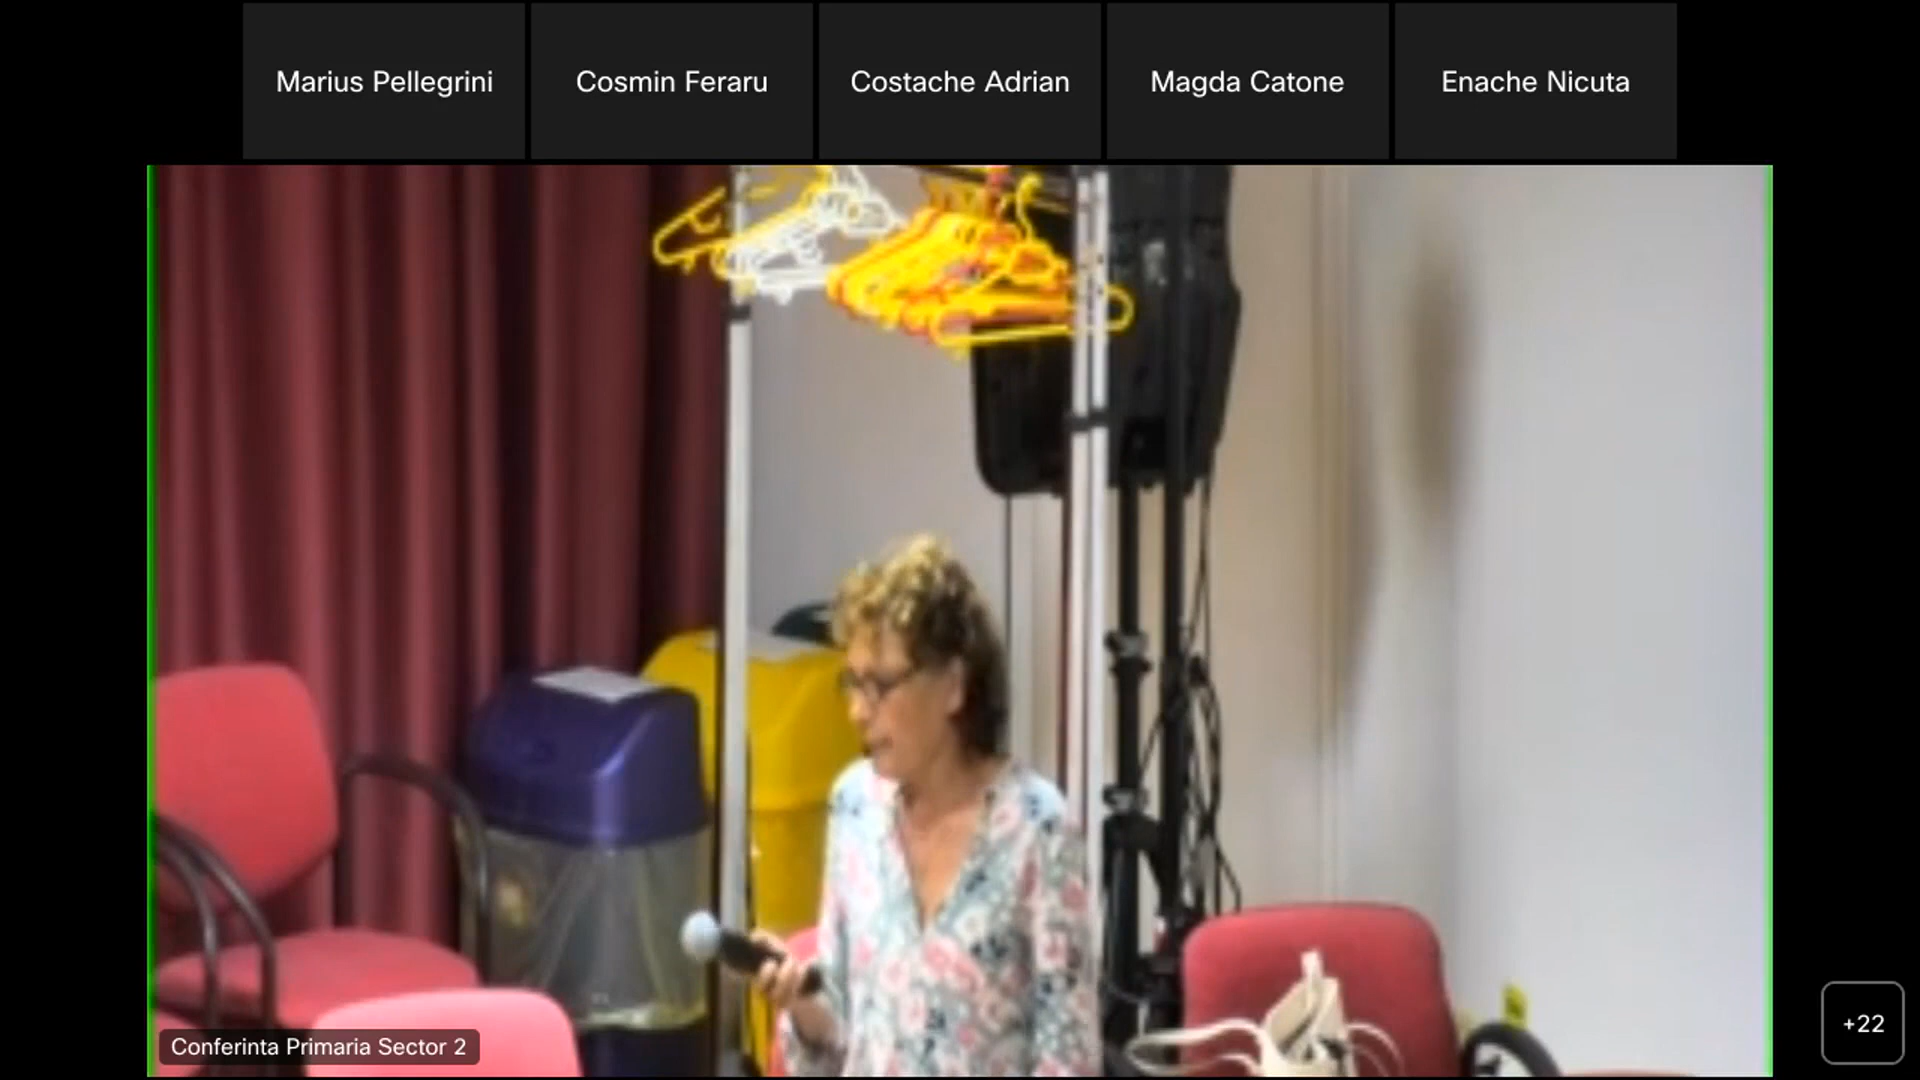 Marius Pellegrini
Cosmin Feraru
Costache Adrian
Magda Catone
Enache Nicuta
Conferinta Primaria Sector 2
+22